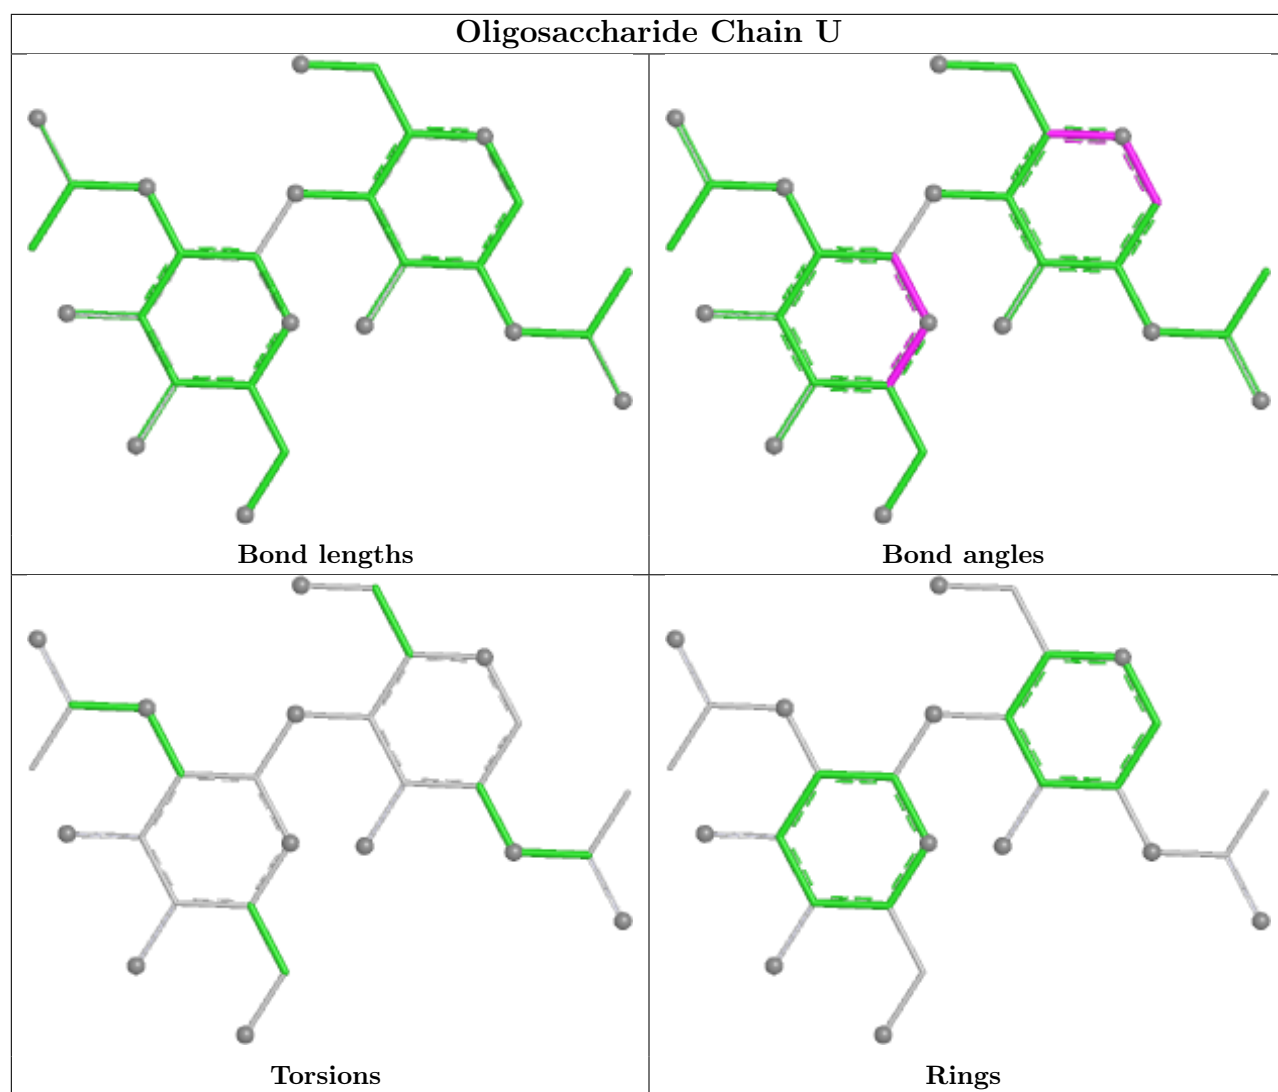 Oligosaccharide Chain U
Bond lengths
Bond angles
Torsions
Rings